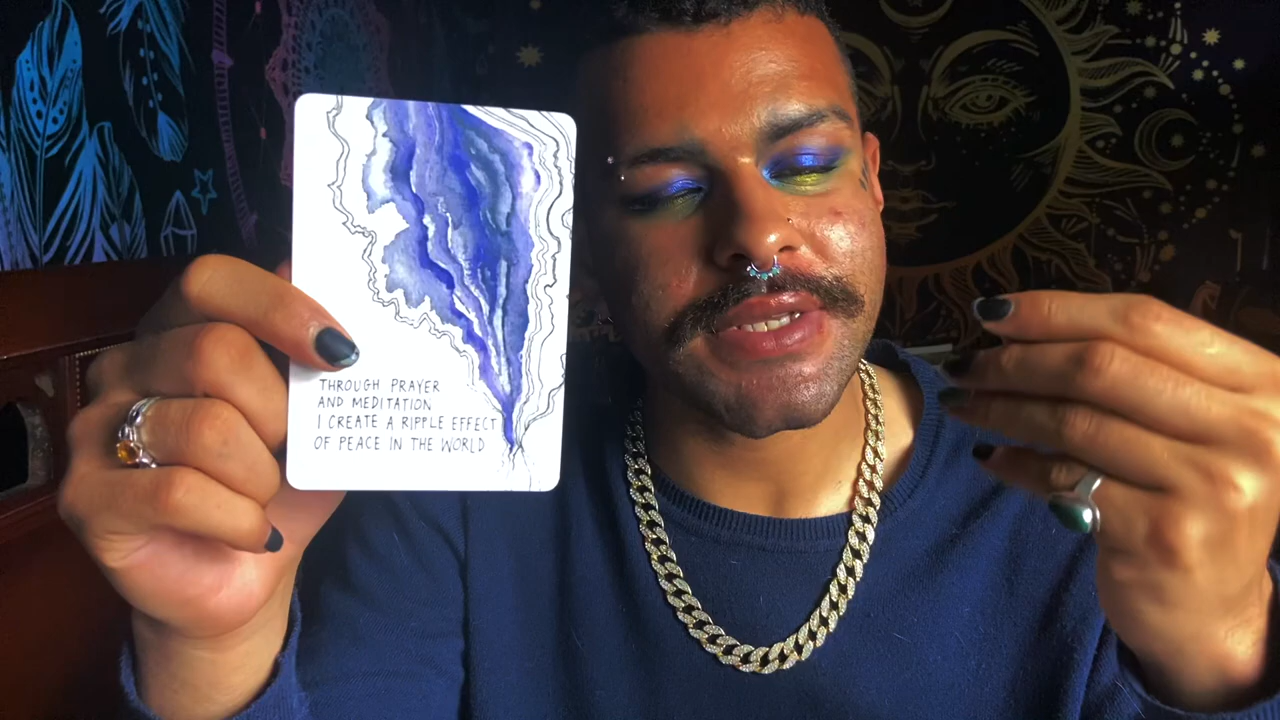 THROUGH PRAYER
AND MEDITATION
I CREATE A RIPPLE EFFECT
OF PEACE IN THE WORLD